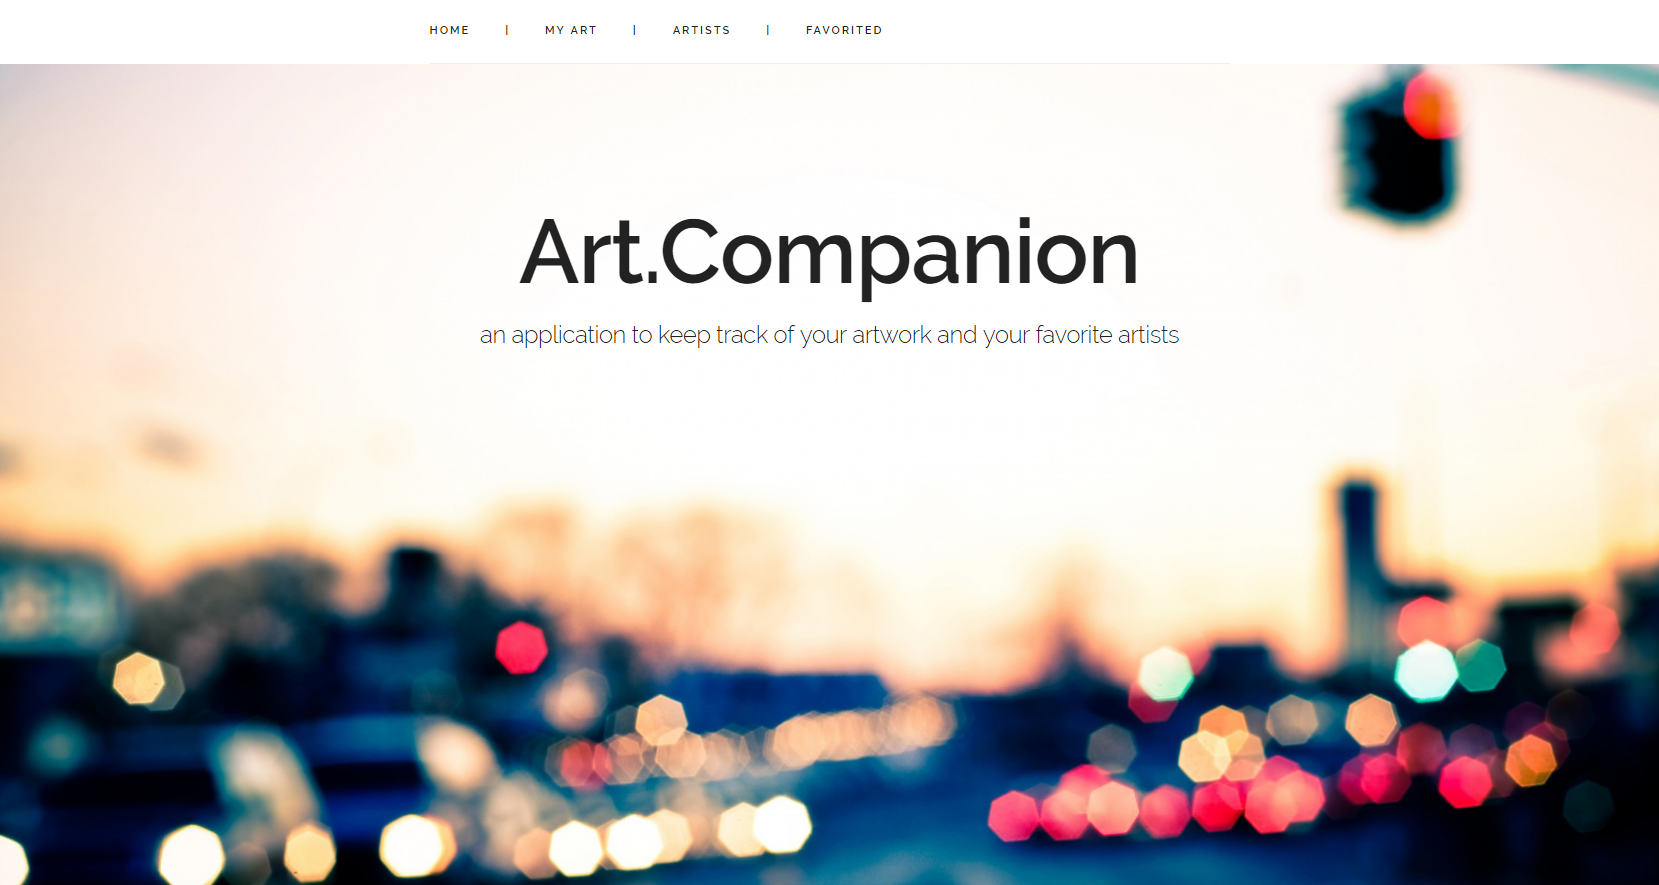 HOME | MY ART | ARTISTS | FAVORITED
Art.Companion
an application to keep track of your artwork and your favorite artists